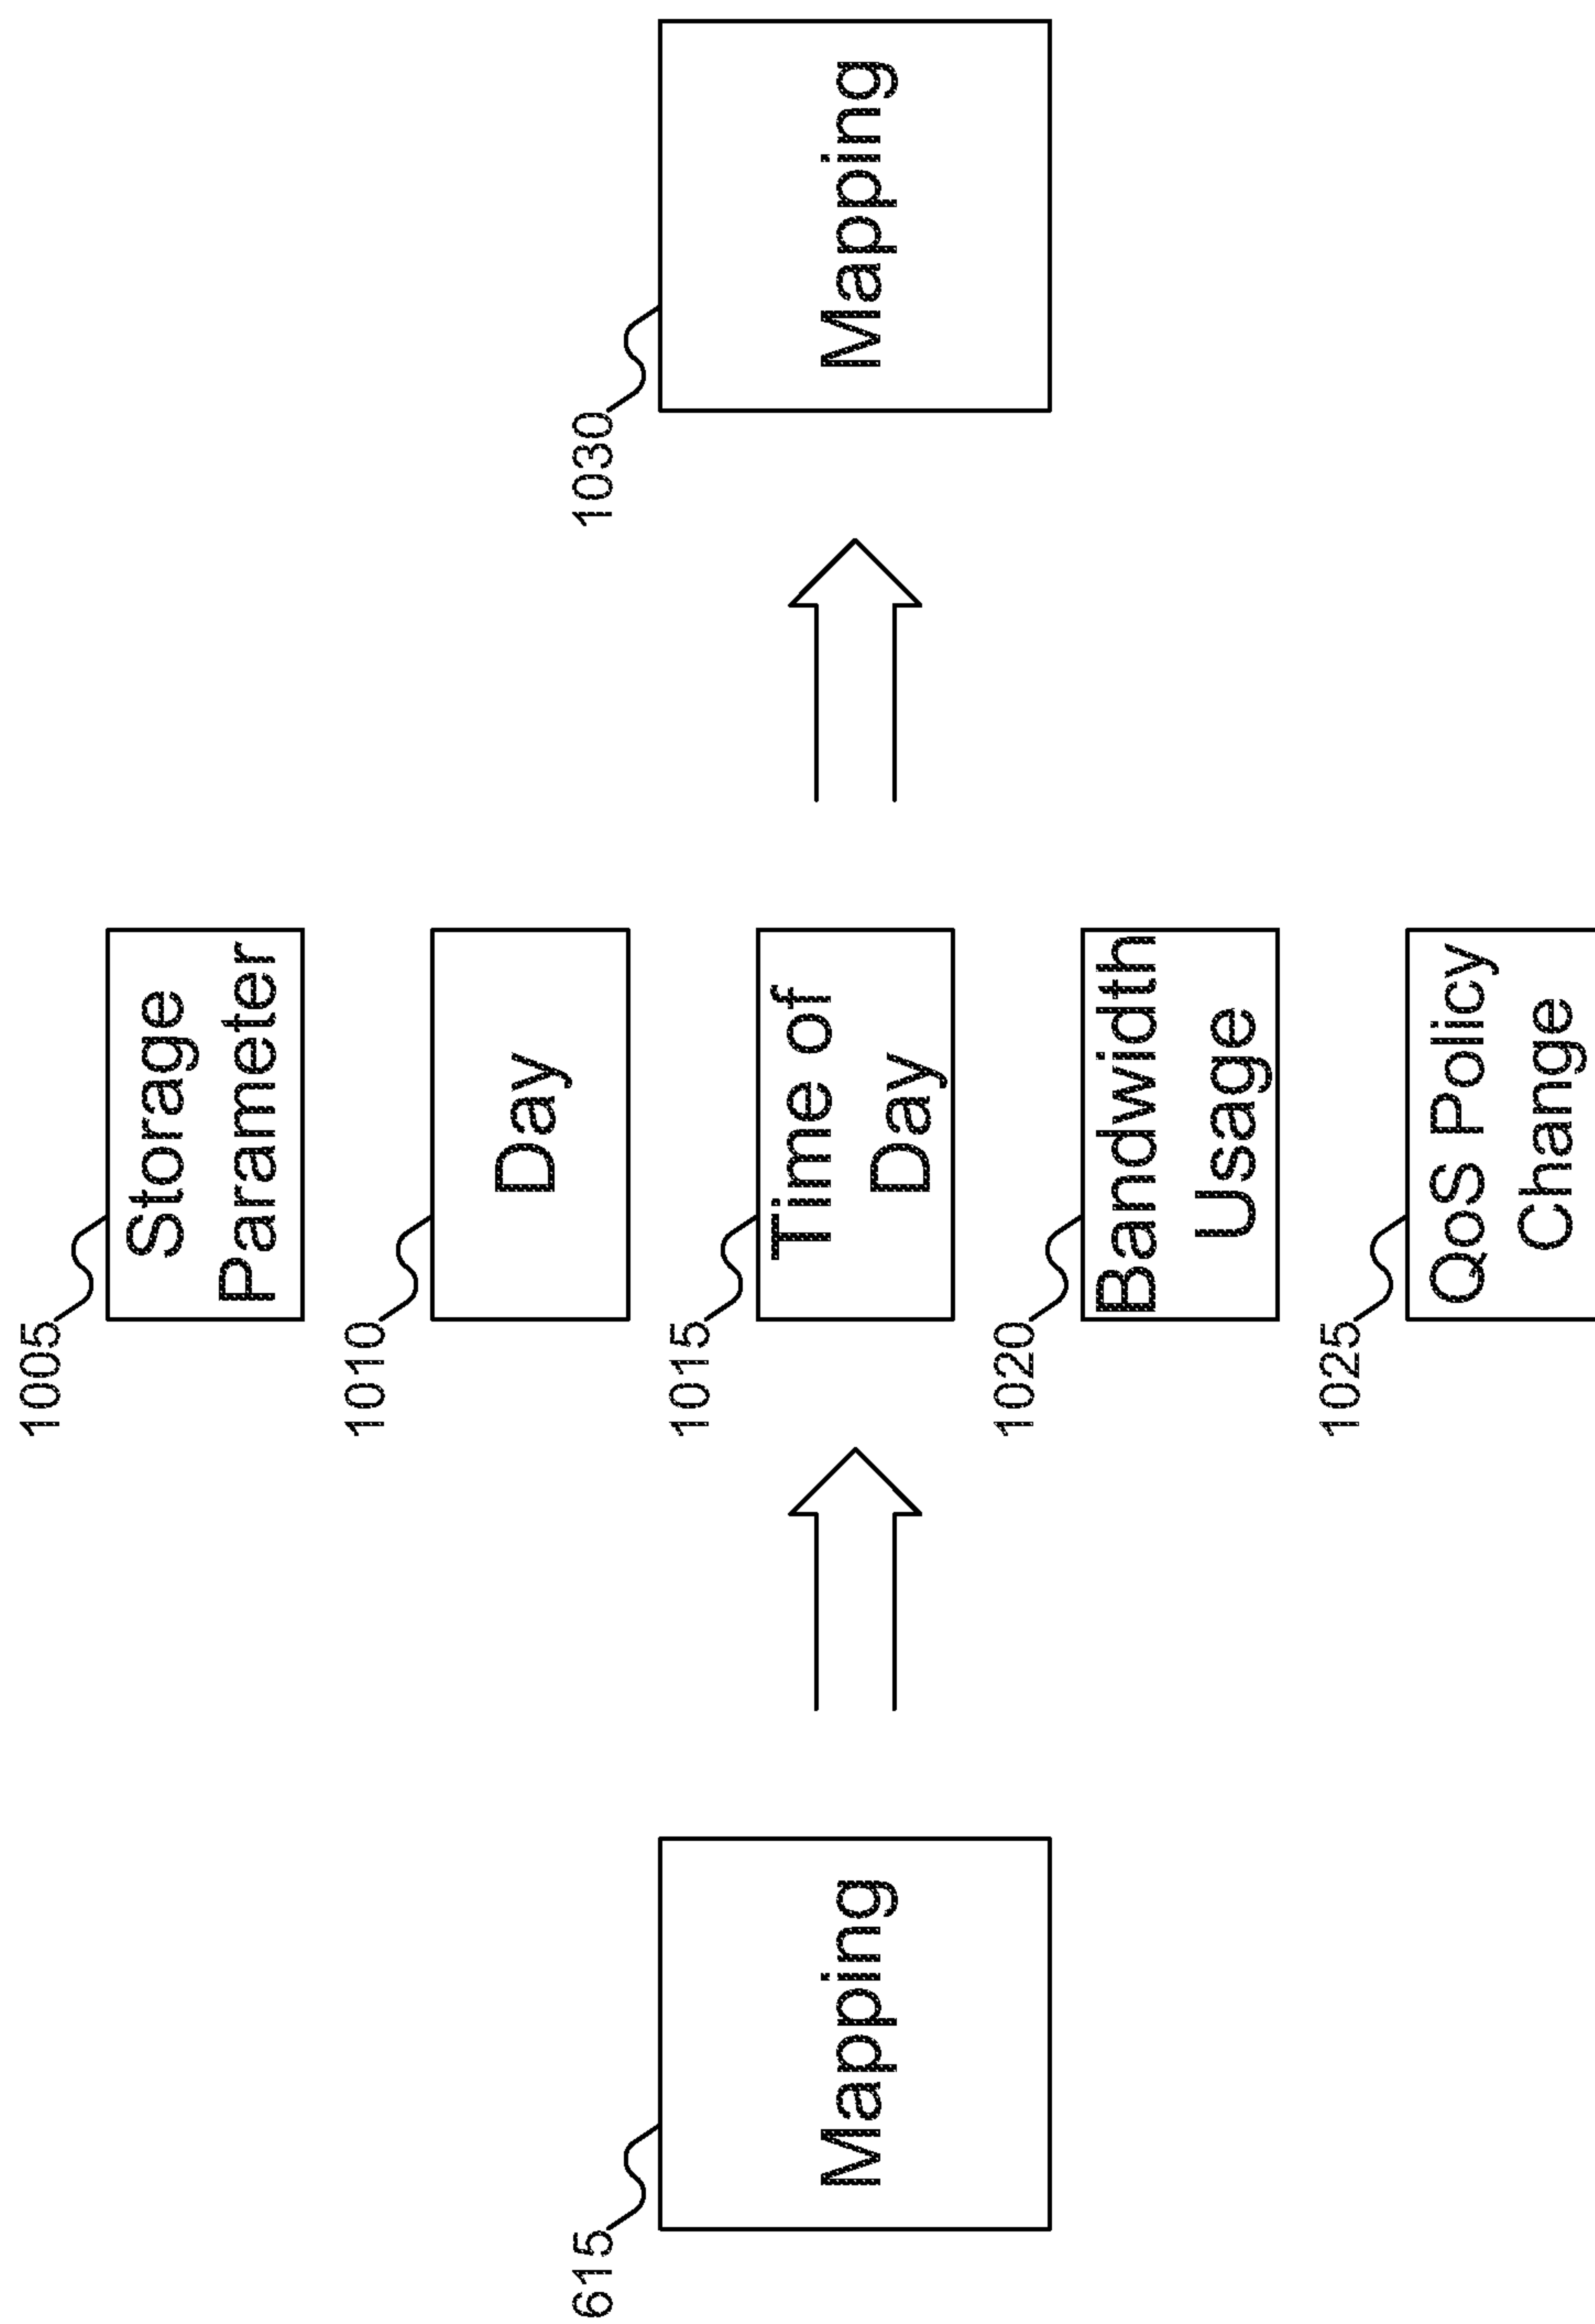 1005
Storage
Parameter
1010
Day
615
Mapping
1015
Time of
Day
1030
Mapping
1020
Bandwidth
Usage
1025
QoS Policy
Change